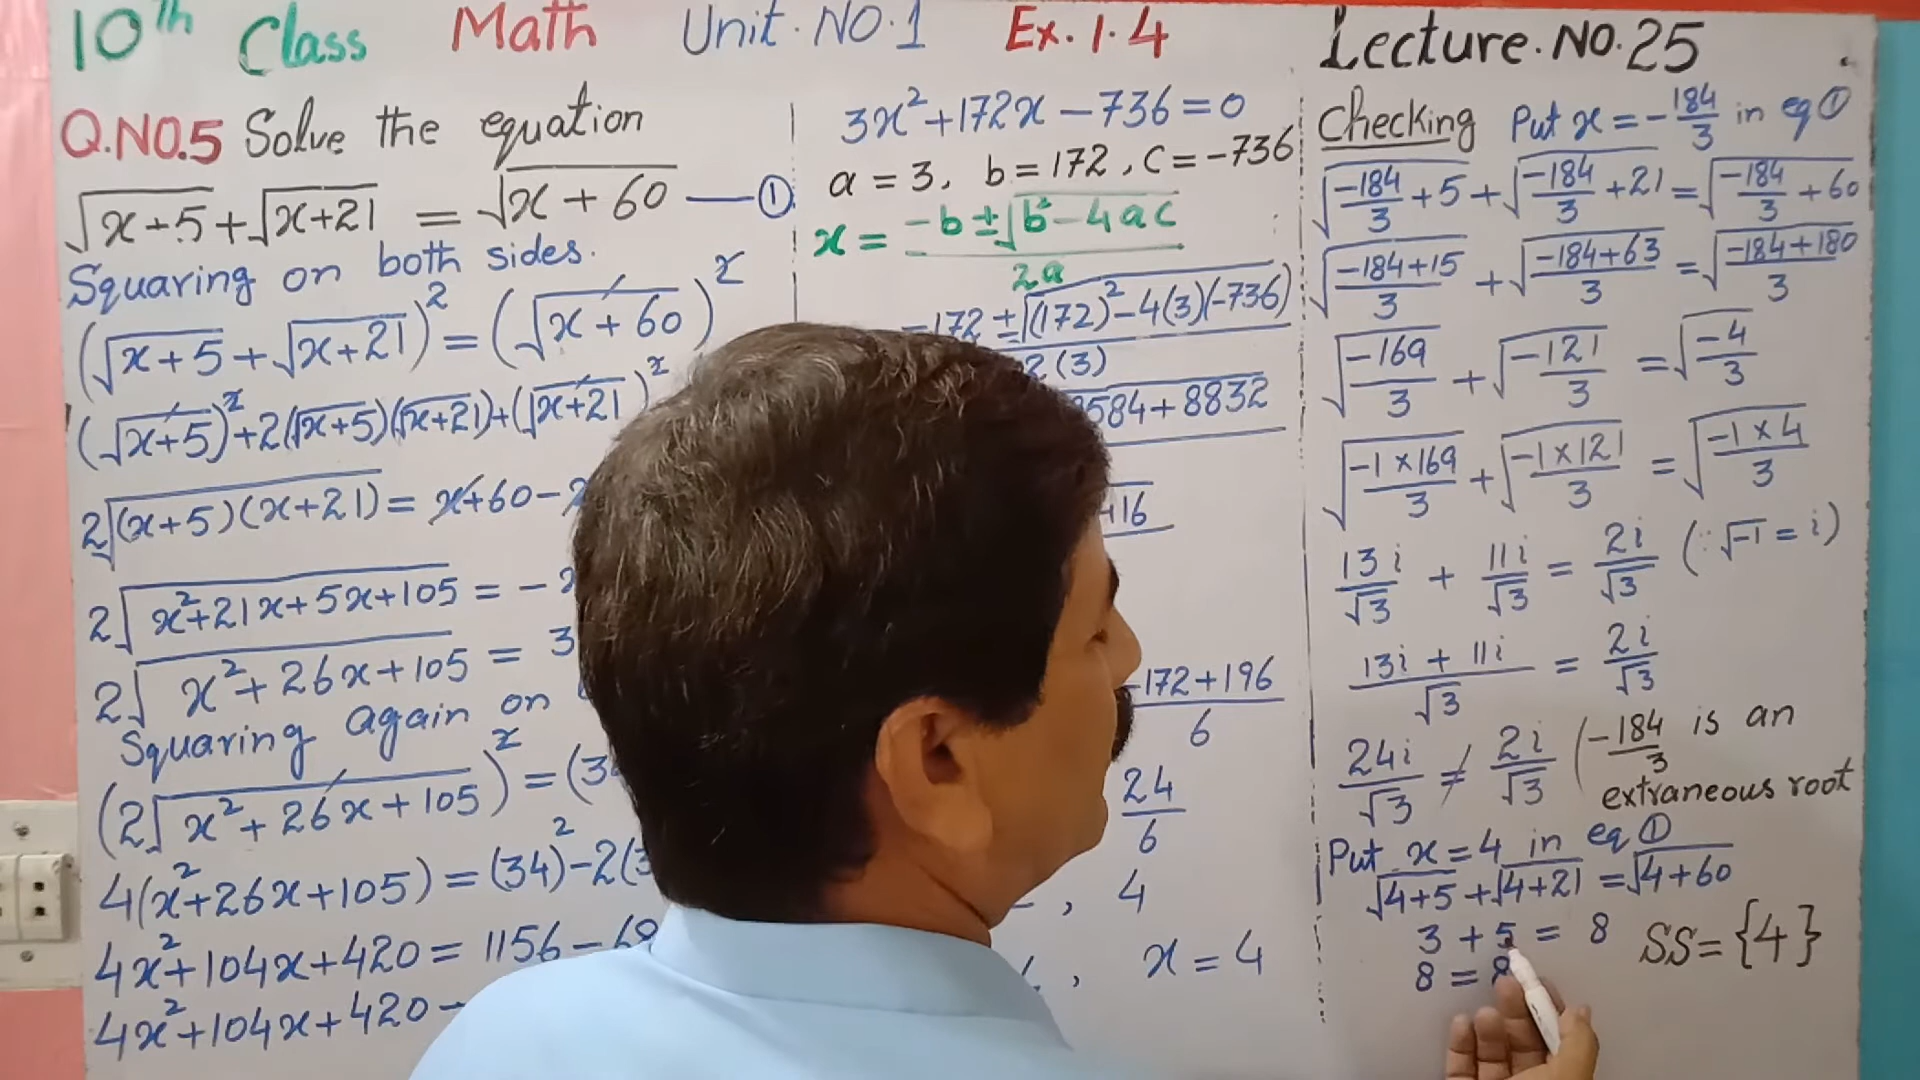 10th Class Math Unit. NO. 1 Ex. 1.4 Lecture. NO. 25
Q.NO.5 Solve the equation
√(x+5) + √(x+21) = √(x+60) — ①
Squaring on both sides.
(√(x+5) + √(x+21))² = (√(x+60))²
(√(x+5))² + 2(√(x+5))(√(x+21)) + (√(x+21))²
2√((x+5)(x+21)) = x+60-
2√(x²+21x+5x+105) = -
2√(x²+26x+105) = 3
Squaring again on
(2√(x²+26x+105))² = (3
4(x²+26x+105) = (34)²-2(3
4x²+104x+420 = 1156-68
4x²+104x+420-
3x²+172x-736=0
a = 3, b = 172, c = -736
x = (-b±√(b²-4ac))/2a
-172±√((172)²-4(3)(-736))
2(3)
584+8832
16
-172+196
6
24
6
, 4
, x = 4
Checking Put x = -184/3 in eq ①
√(-184/3 + 5) + √(-184/3 + 21) = √(-184/3 + 60)
√((-184+15)/3) + √((-184+63)/3) = √((-184+180)/3)
√(-169/3) + √(-121/3) = √(-4/3)
√((-1×169)/3) + √((-1×121)/3) = √((-1×4)/3)
13i/√3 + 11i/√3 = 2i/√3 (∵ √-1 = i)
(13i + 11i)/√3 = 2i/√3
24i/√3 ≠ 2i/√3 (-184/3 is an
extraneous root
Put x=4 in eq ①
√(4+5) + √(4+21) = √(4+60)
3 + 5 = 8 SS = {4}
8 = 8